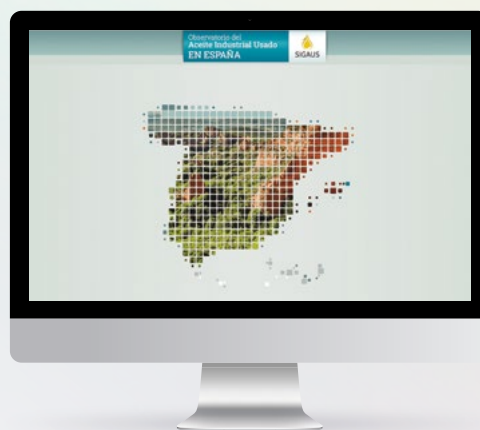 Observatorio del
Aceite Industrial Usado
EN ESPAÑA
SIGAUS